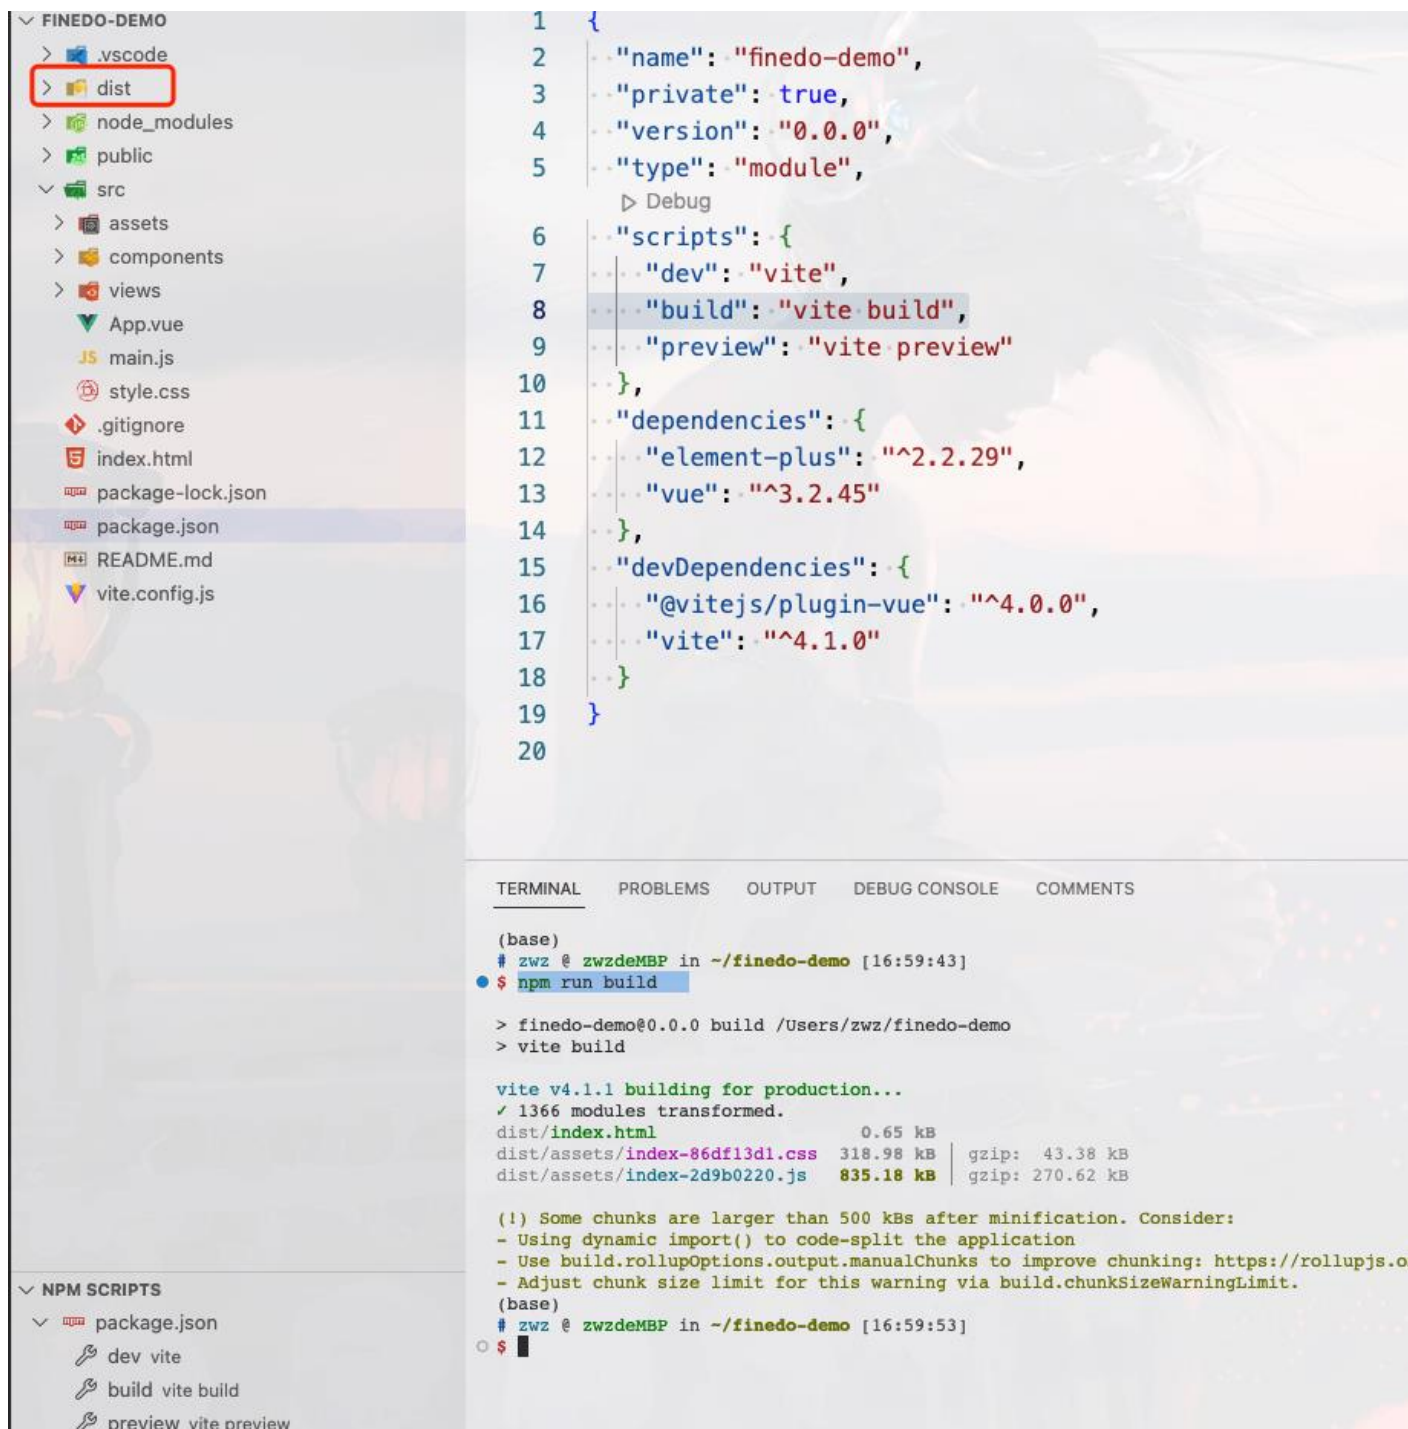 FINEDO-DEMO
.vscode
dist
node_modules
public
src
assets
components
views
App.vue
JS main.js
style.css
.gitignore
index.html
package-lock.json
package.json
README.md
vite.config.js
1 {
2 "name": "finedo-demo",
3 "private": true,
4 "version": "0.0.0",
5 "type": "module",
Debug
6 "scripts": {
7 "dev": "vite",
8 "build": "vite build",
9 "preview": "vite preview"
10 },
11 "dependencies": {
12 "element-plus": "^2.2.29",
13 "vue": "^3.2.45"
14 },
15 "devDependencies": {
16 "@vitejs/plugin-vue": "^4.0.0",
17 "vite": "^4.1.0"
18 }
19 }
20
TERMINAL PROBLEMS OUTPUT DEBUG CONSOLE COMMENTS
(base)
# zwz @ zwzdeMBP in ~/finedo-demo [16:59:43]
$ npm run build
> finedo-demo@0.0.0 build /Users/zwz/finedo-demo
> vite build
vite v4.1.1 building for production...
✓ 1366 modules transformed.
dist/index.html 0.65 kB
dist/assets/index-86df13d1.css 318.98 kB │ gzip: 43.38 kB
dist/assets/index-2d9b0220.js 835.18 kB │ gzip: 270.62 kB
(!) Some chunks are larger than 500 kBs after minification. Consider:
- Using dynamic import() to code-split the application
- Use build.rollupOptions.output.manualChunks to improve chunking: https://rollupjs.o
- Adjust chunk size limit for this warning via build.chunkSizeWarningLimit.
(base)
# zwz @ zwzdeMBP in ~/finedo-demo [16:59:53]
$
NPM SCRIPTS
package.json
dev vite
build vite build
preview vite preview